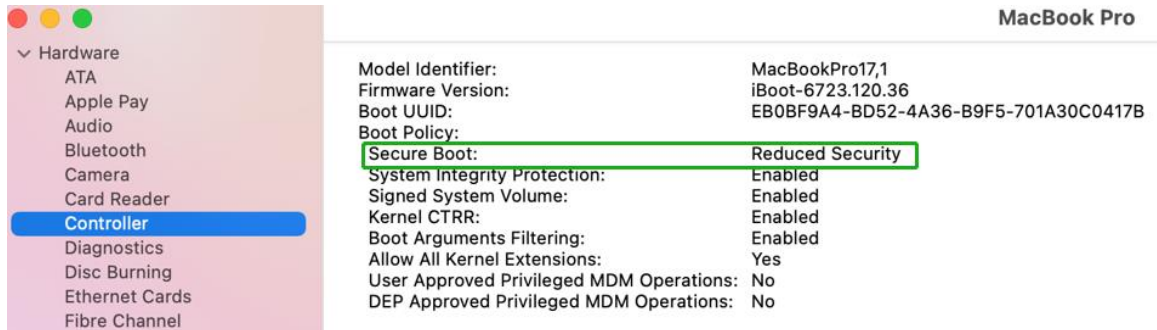 MacBook Pro
Hardware
ATA
Apple Pay
Audio
Bluetooth
Camera
Card Reader
Controller
Diagnostics
Disc Burning
Ethernet Cards
Fibre Channel
Model Identifier: MacBookPro17,1
Firmware Version: iBoot-6723.120.36
Boot UUID: EB0BF9A4-BD52-4A36-B9F5-701A30C0417B
Boot Policy:
Secure Boot: Reduced Security
System Integrity Protection: Enabled
Signed System Volume: Enabled
Kernel CTRR: Enabled
Boot Arguments Filtering: Enabled
Allow All Kernel Extensions: Yes
User Approved Privileged MDM Operations: No
DEP Approved Privileged MDM Operations: No